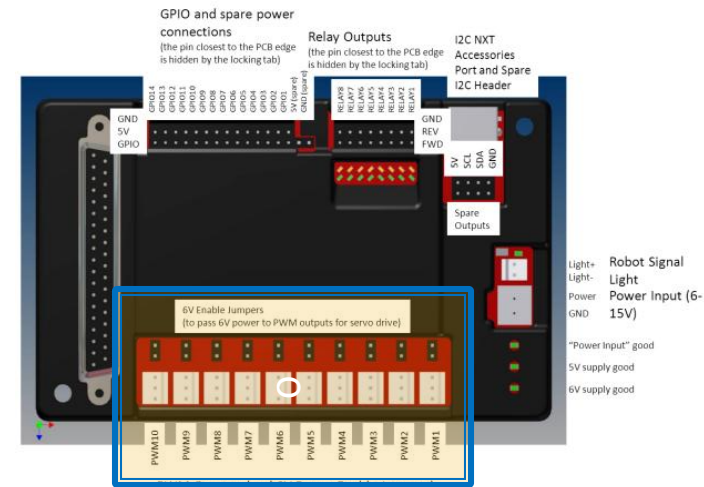 GPIO and spare power
connections
(the pin closest to the PCB edge
is hidden by the locking tab)
Relay Outputs
(the pin closest to the PCB edge
is hidden by the locking tab)
I2C NXT
Accessories
Port and Spare
I2C Header
GPIO14
GPIO13
GPIO12
GPIO11
GPIO10
GPIO9
GPIO8
GPIO7
GPIO6
GPIO5
GPIO4
GPIO3
GPIO2
GPIO1
5V (spare)
GND (spare)
RELAY8
RELAY7
RELAY6
RELAY5
RELAY4
RELAY3
RELAY2
RELAY1
GND
5V
GPIO
GND
REV
FWD
5V
SCL
SDA
GND
Spare
Outputs
Light+
Light-
Robot Signal
Light
Power
GND
Power Input (6-
15V)
"Power Input" good
5V supply good
6V supply good
6V Enable Jumpers
(to pass 6V power to PWM outputs for servo drive)
PWM10
PWM9
PWM8
PWM7
PWM6
PWM5
PWM4
PWM3
PWM2
PWM1